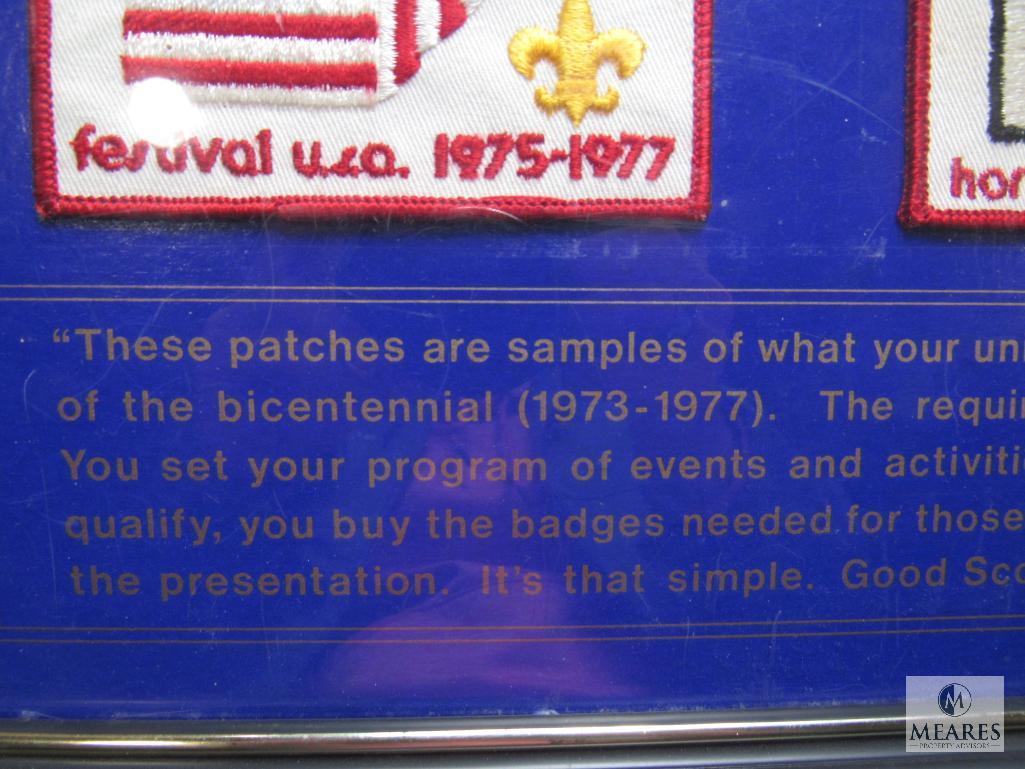 festival u.s.a. 1975-1977
hor
"These patches are samples of what your un
of the bicentennial (1973-1977). The requi
You set your program of events and activiti
qualify, you buy the badges needed for those
the presentation. It's that simple. Good Sco
M
MEARES
PROPERTY ADVISORS